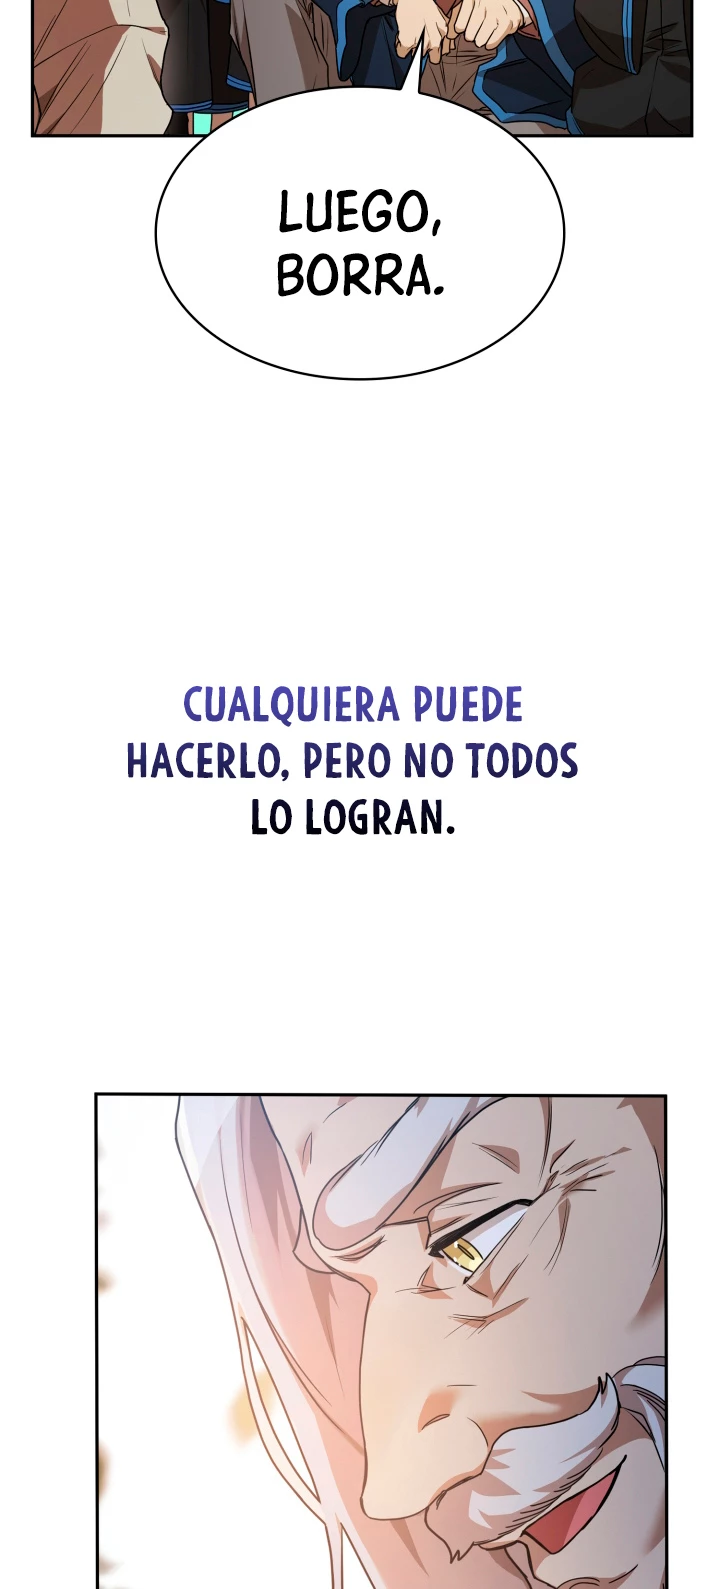 LUEGO,
BORRA.
CUALQUIERA PUEDE
HACERLO, PERO NO TODOS
LO LOGRAN.